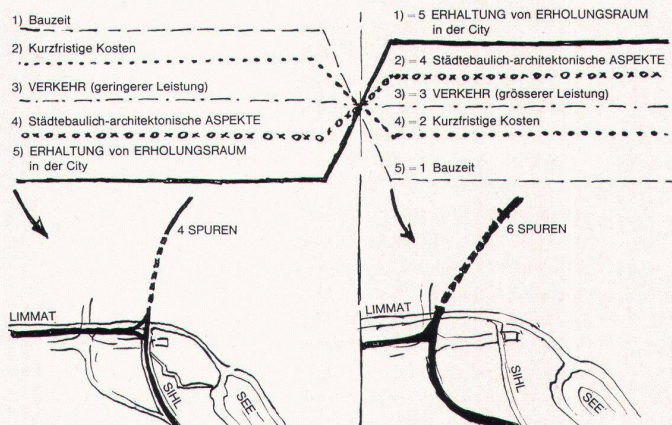 1) Bauzeit
2) Kurzfristige Kosten
3) VERKEHR (geringerer Leistung)
4) Städtebaulich-architektonische ASPEKTE
5) ERHALTUNG von ERHOLUNGSRAUM
in der City
1) = 5 ERHALTUNG von ERHOLUNGSRAUM
in der City
2) = 4 Städtebaulich-architektonische ASPEKTE
3) = 3 VERKEHR (grösserer Leistung)
4) = 2 Kurzfristige Kosten
5) = 1 Bauzeit
4 SPUREN
LIMMAT
SIHL
SEE
6 SPUREN
LIMMAT
SIHL
SEE